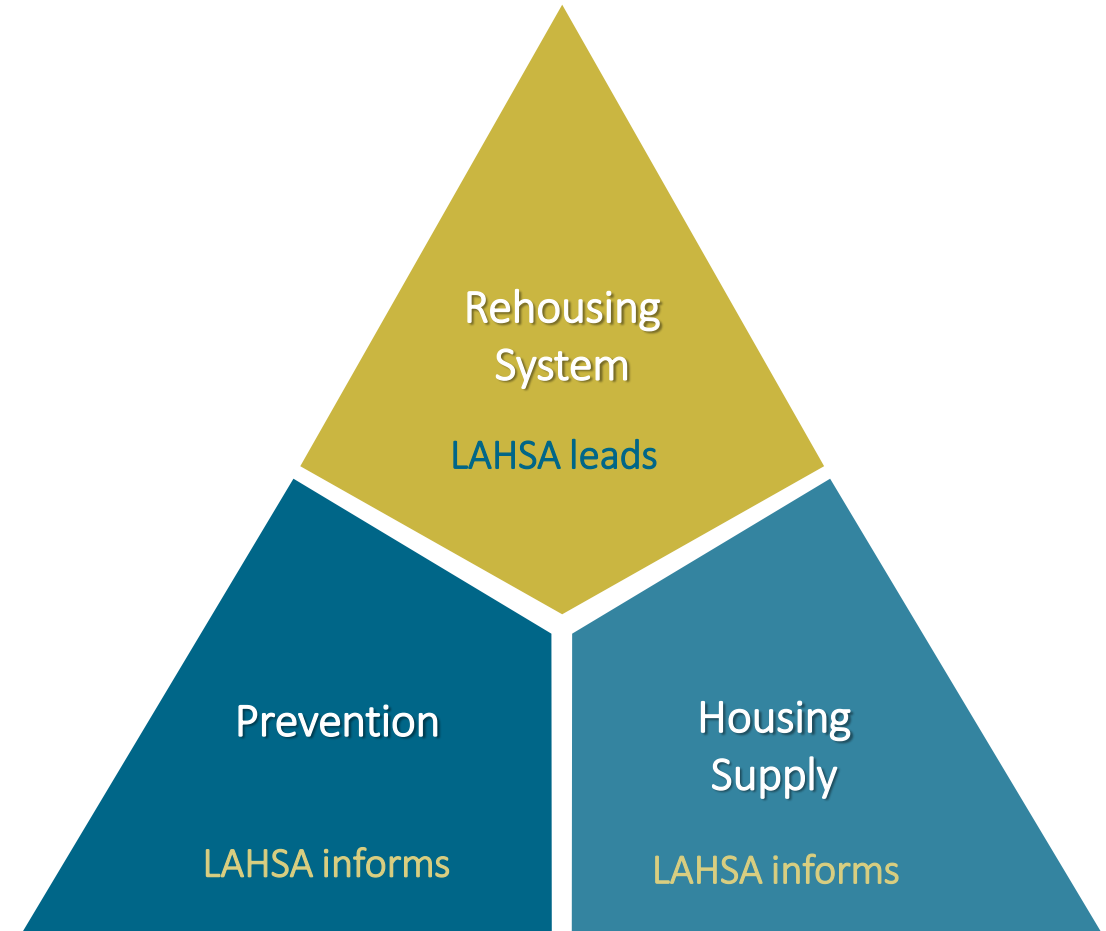 Rehousing
System
LAHSA leads
Prevention
LAHSA informs
Housing
Supply
LAHSA informs